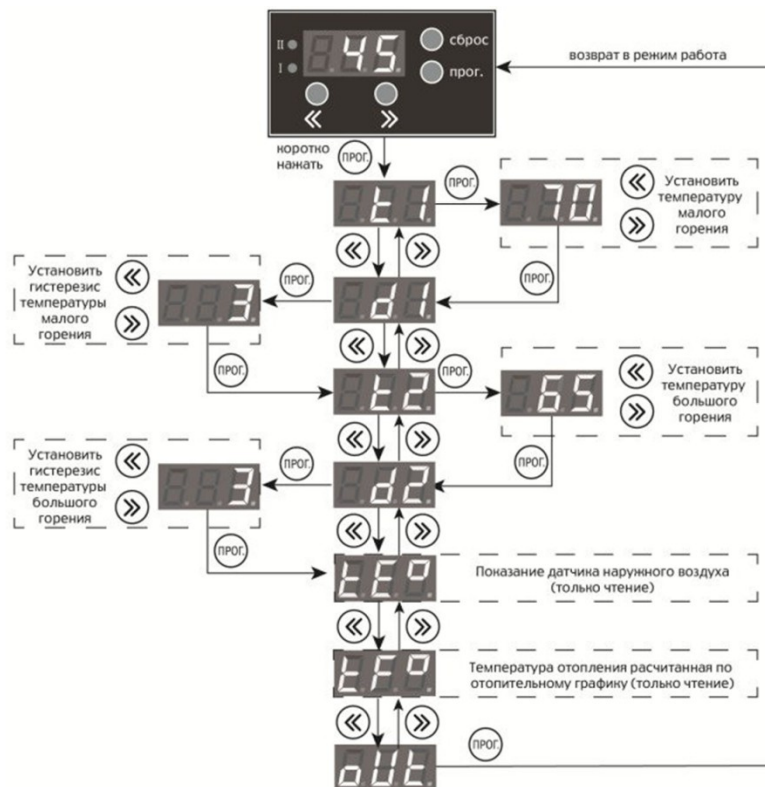 II
45
сброс
I
прог.
возврат в режим работа
коротко
нажать
ПРОГ.
t1
ПРОГ.
70
Установить
температуру
малого
горения
Установить
гистерезис
температуры
малого
горения
3
ПРОГ.
d1
ПРОГ.
ПРОГ.
t2
ПРОГ.
65
Установить
температуру
большого
горения
Установить
гистерезис
температуры
большого
горения
3
ПРОГ.
d2
ПРОГ.
ПРОГ.
tEº
Показание датчика наружного воздуха
(только чтение)
tFº
Температура отопления расчитанная по
отопительному графику (только чтение)
oUt
ПРОГ.